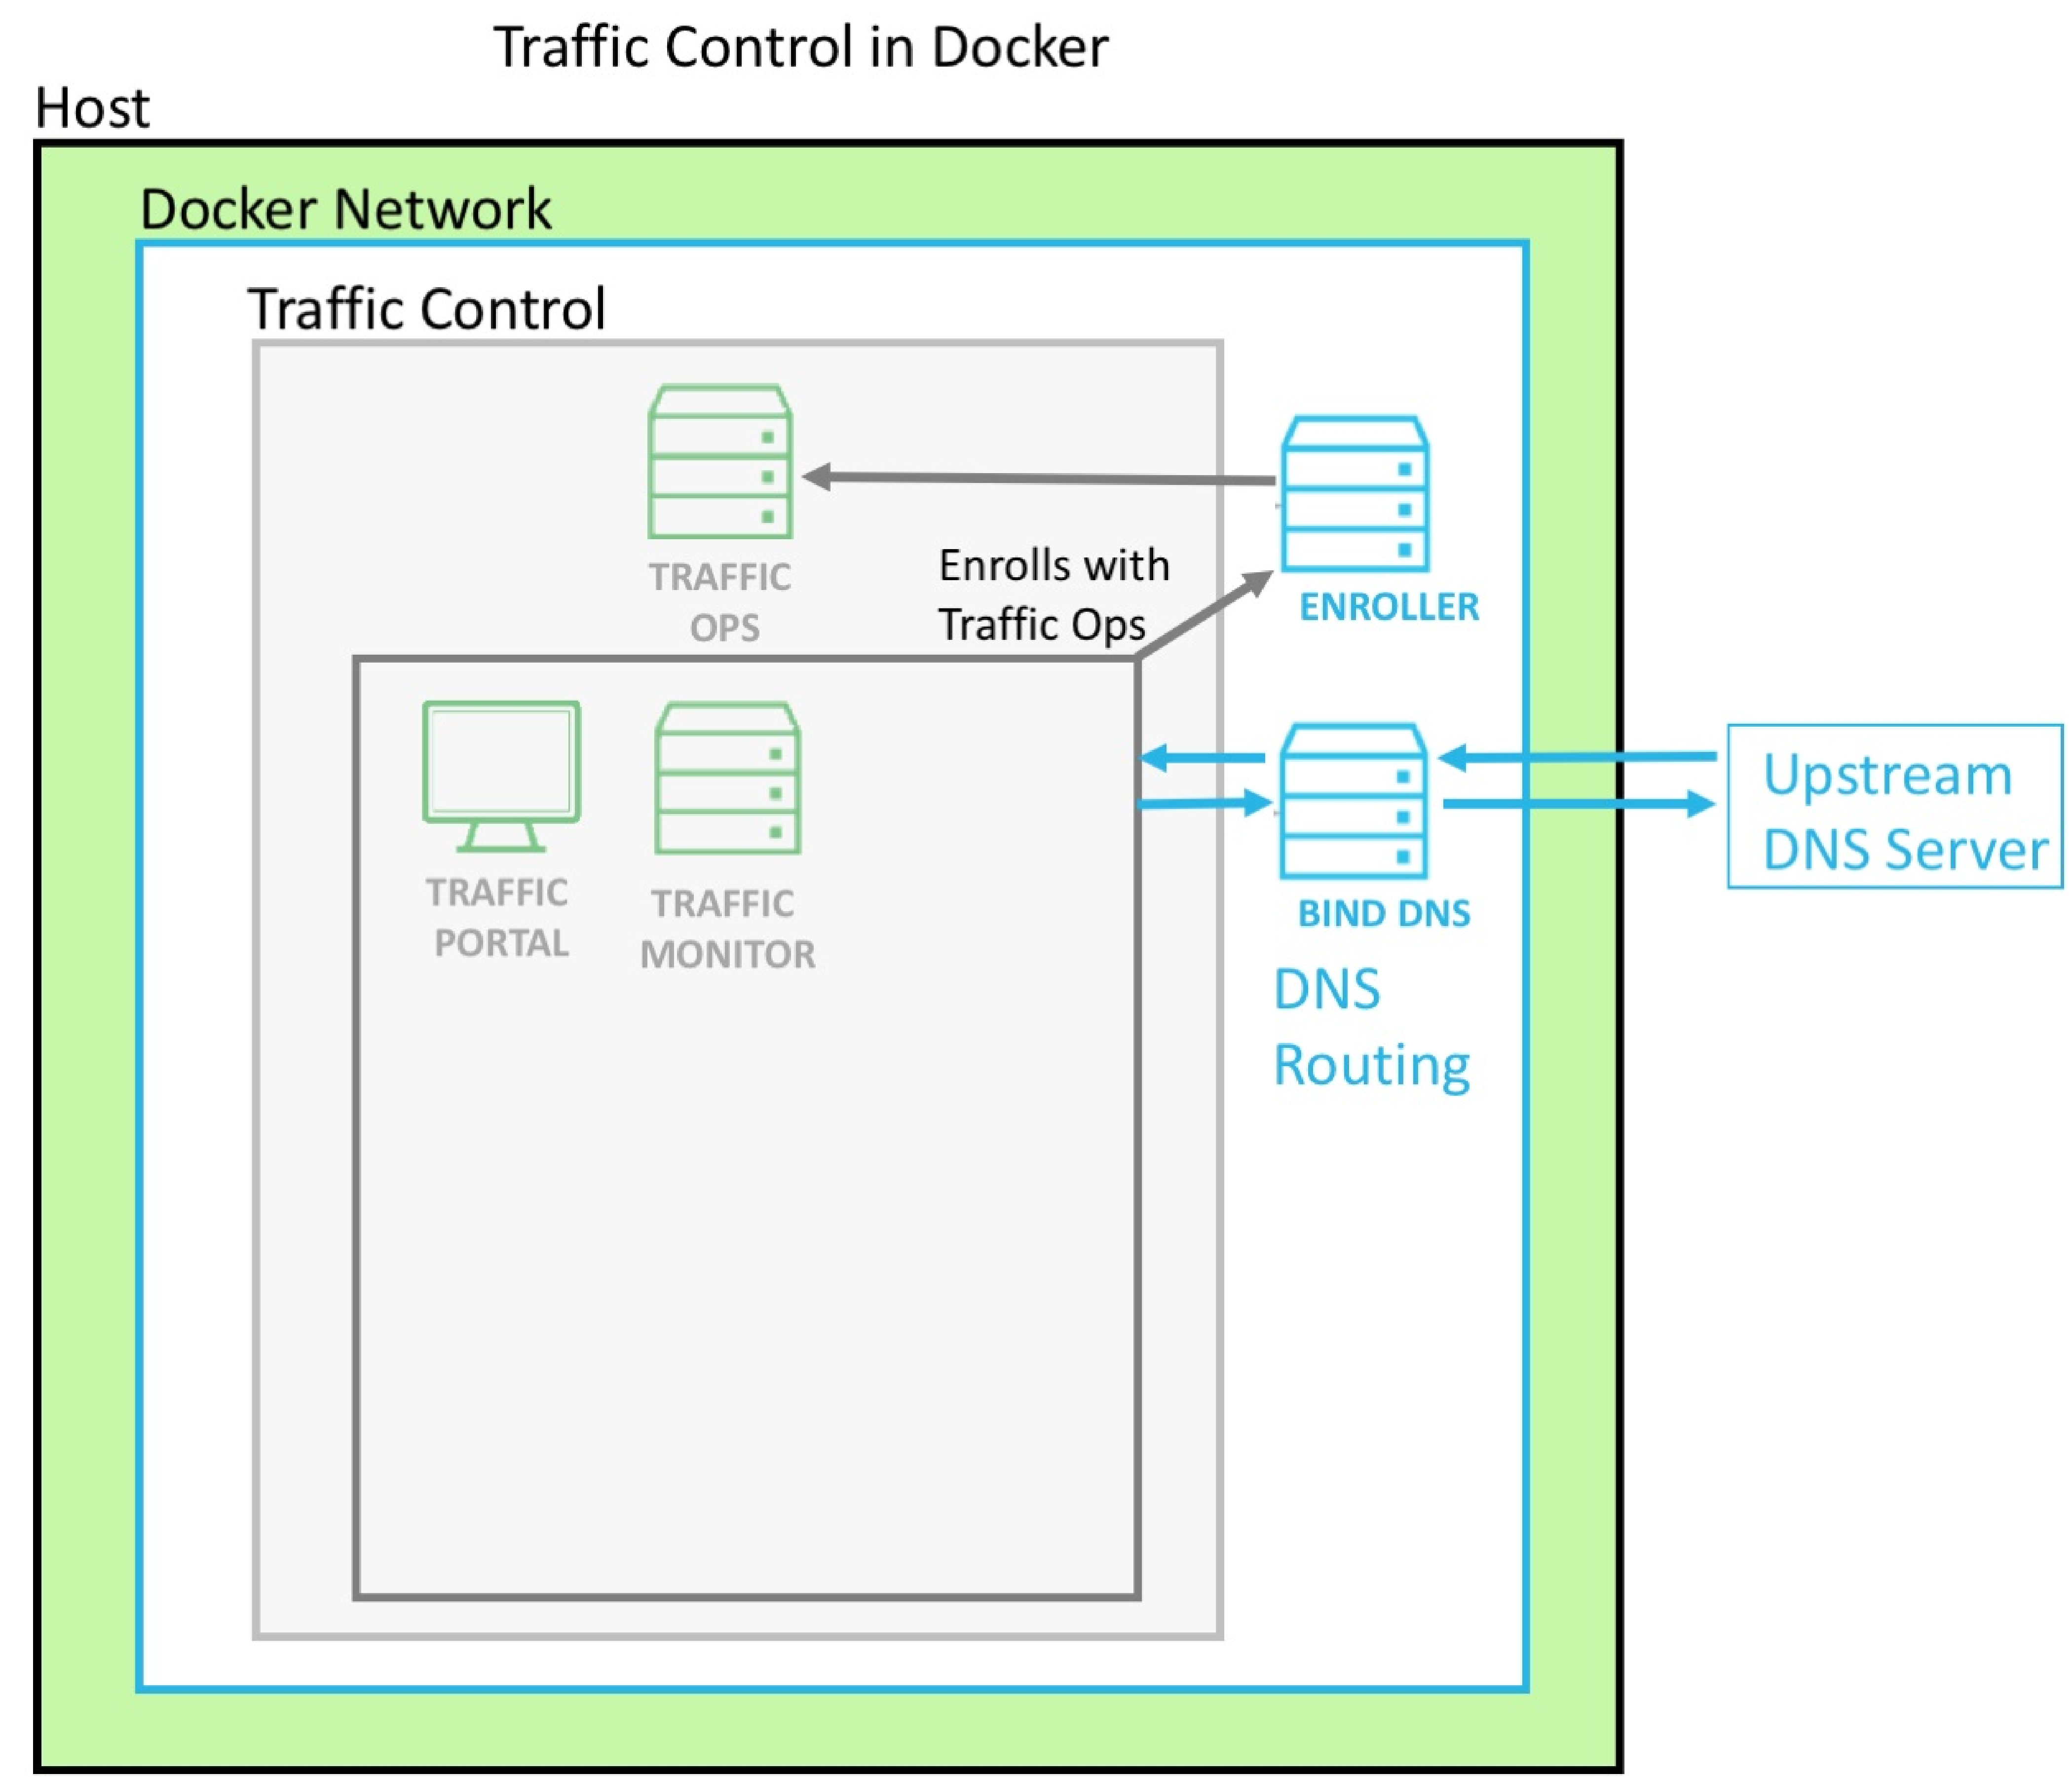 Traffic Control in Docker
Host
Docker Network
Traffic Control
TRAFFIC
OPS
Enrolls with
Traffic Ops
ENROLLER
TRAFFIC
PORTAL
TRAFFIC
MONITOR
BIND DNS
DNS
Routing
Upstream
DNS Server